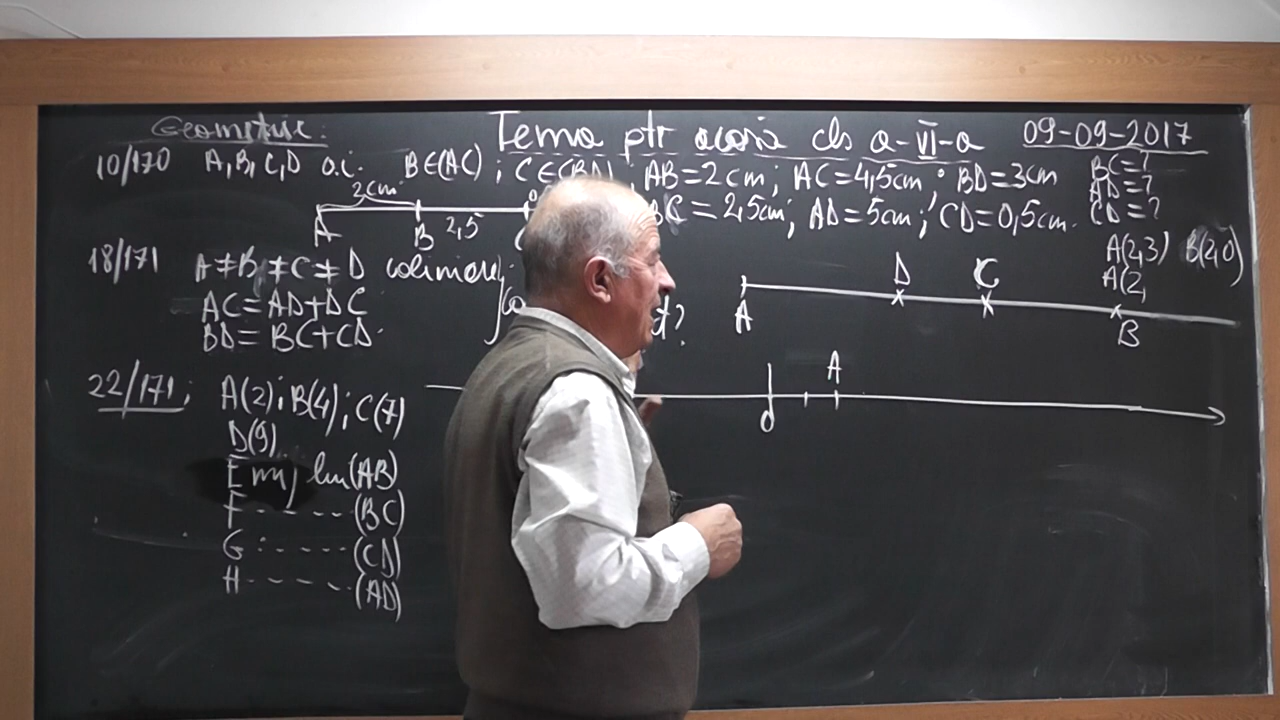 Geometrie:
Tema ptr acasă cls a-VI-a 09-09-2017
10/170 A, B, C, D a.î. B∈(AC) ; C∈(BD) ; AB=2cm ; AC=4,5cm ; BD=3cm
BC=?
AD=?
CD=?
BC=2,5cm ; AD=5cm ; CD=0,5cm.
2cm
A B 2,5
18/171 A≠B≠C≠D coliniare
AC=AD+DC
BD=BC+CD.
A D C B
A(2,3) B(2,0)
A(2,
22/171; A(2); B(4); C(7)
D(9)
E mij lui (AB)
F - - - - - (BC)
G : - - - - (CD)
H - - - - (AD)
O A